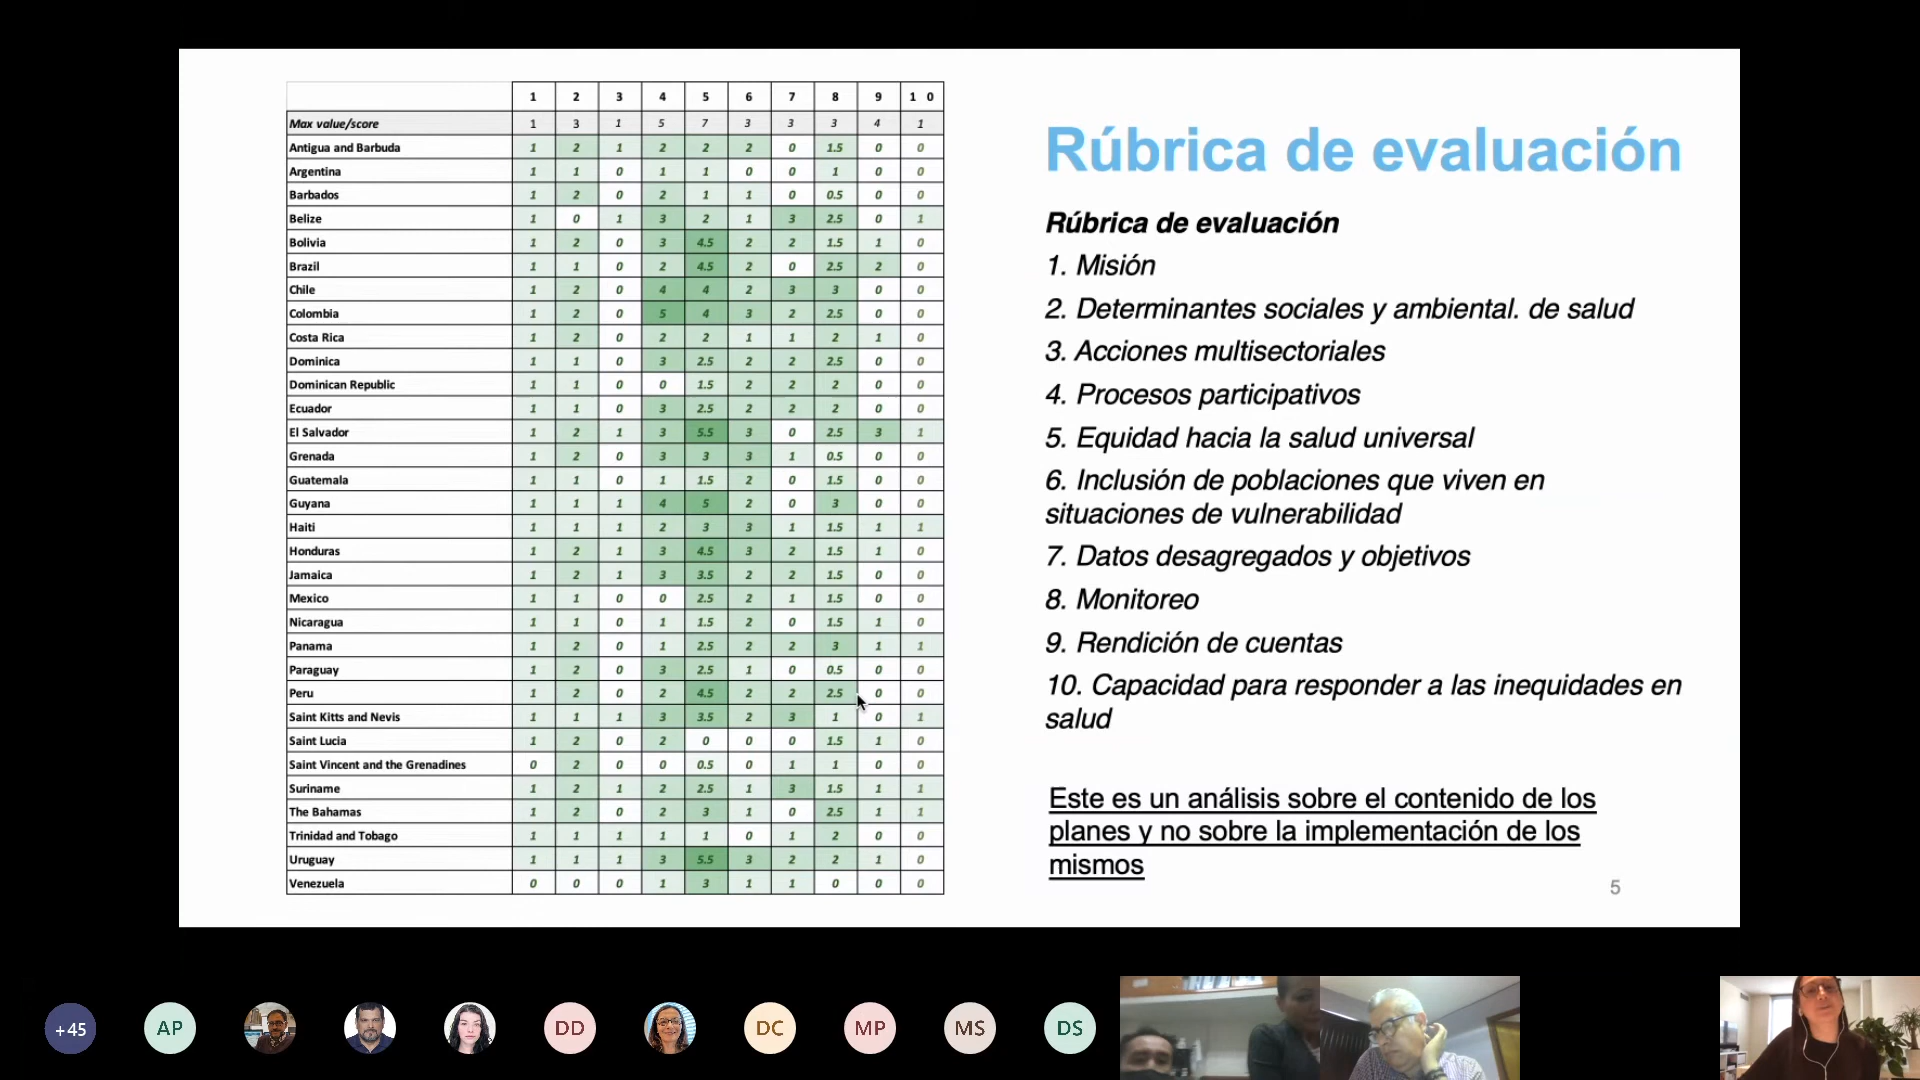 1 2 3 4 5 6 7 8 9 1 0
Max value/score 1 3 1 5 7 3 3 3 4 1
Antigua and Barbuda 1 2 1 2 2 2 0 1.5 0 0
Argentina 1 1 0 1 1 0 0 1 0 0
Barbados 1 2 0 2 1 1 0 0.5 0 0
Belize 1 0 1 3 2 1 3 2.5 0 1
Bolivia 1 2 0 3 4.5 2 2 1.5 1 0
Brazil 1 1 0 2 4.5 2 0 2.5 2 0
Chile 1 2 0 4 4 2 3 3 0 0
Colombia 1 2 0 5 4 3 2 2.5 0 0
Costa Rica 1 2 0 2 2 1 1 2 1 0
Dominica 1 1 0 3 2.5 2 2 2.5 0 0
Dominican Republic 1 1 0 0 1.5 2 2 2 0 0
Ecuador 1 1 0 3 2.5 2 2 2 0 0
El Salvador 1 2 1 3 5.5 3 0 2.5 3 1
Grenada 1 2 0 3 3 3 1 0.5 0 0
Guatemala 1 1 0 1 1.5 2 0 1.5 0 0
Guyana 1 1 1 4 5 2 0 3 0 0
Haiti 1 1 1 2 3 3 1 1.5 1 1
Honduras 1 2 1 3 4.5 3 2 1.5 1 0
Jamaica 1 2 1 3 3.5 2 2 1.5 0 0
Mexico 1 1 0 0 2.5 2 1 1.5 0 0
Nicaragua 1 1 0 1 1.5 2 0 1.5 1 0
Panama 1 2 0 1 2.5 2 2 3 1 1
Paraguay 1 2 0 3 2.5 1 0 0.5 0 0
Peru 1 2 0 2 4.5 2 2 2.5 0 0
Saint Kitts and Nevis 1 1 1 3 3.5 2 3 1 0 1
Saint Lucia 1 2 0 2 0 0 0 1.5 1 0
Saint Vincent and the Grenadines 0 2 0 0 0.5 0 1 1 0 0
Suriname 1 2 1 2 2.5 1 3 1.5 1 1
The Bahamas 1 2 0 2 3 1 0 2.5 1 1
Trinidad and Tobago 1 1 1 1 1 0 1 2 0 0
Uruguay 1 1 1 3 5.5 3 2 2 1 0
Venezuela 0 0 0 1 3 1 1 0 0 0
Rúbrica de evaluación
Rúbrica de evaluación
1. Misión
2. Determinantes sociales y ambiental. de salud
3. Acciones multisectoriales
4. Procesos participativos
5. Equidad hacia la salud universal
6. Inclusión de poblaciones que viven en
situaciones de vulnerabilidad
7. Datos desagregados y objetivos
8. Monitoreo
9. Rendición de cuentas
10. Capacidad para responder a las inequidades en
salud
Este es un análisis sobre el contenido de los
planes y no sobre la implementación de los
mismos
5
+45 AP DD DC MP MS DS